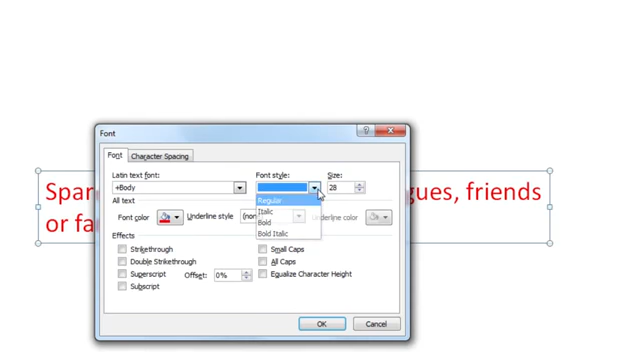 Font
Font Character Spacing
Latin text font: Font style: Size:
+Body 28
All text Regular
Font color Underline style (non Italic Underline color
Bold
Bold Italic
Effects
Strikethrough Small Caps
Double Strikethrough All Caps
Superscript Offset: 0% Equalize Character Height
Subscript
OK Cancel
Spar gues, friends
or fa